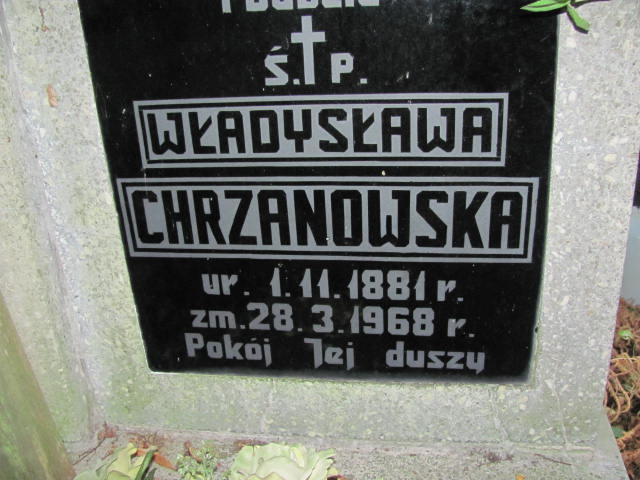 Ś. P.
WŁADYSŁAWA
CHRZANOWSKA
ur. 1.11.1881 r.
zm. 28.3.1968 r.
Pokój Jej duszy